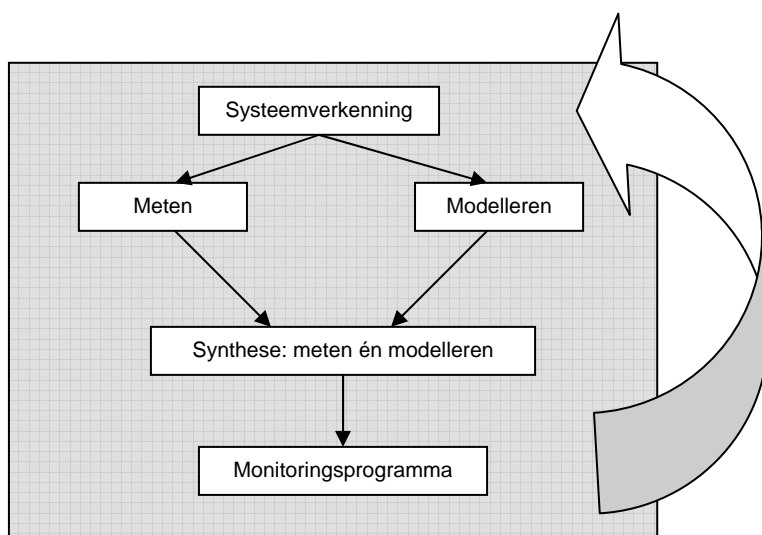 Systeemverkenning
Meten
Modelleren
Synthese: meten én modelleren
Monitoringsprogramma